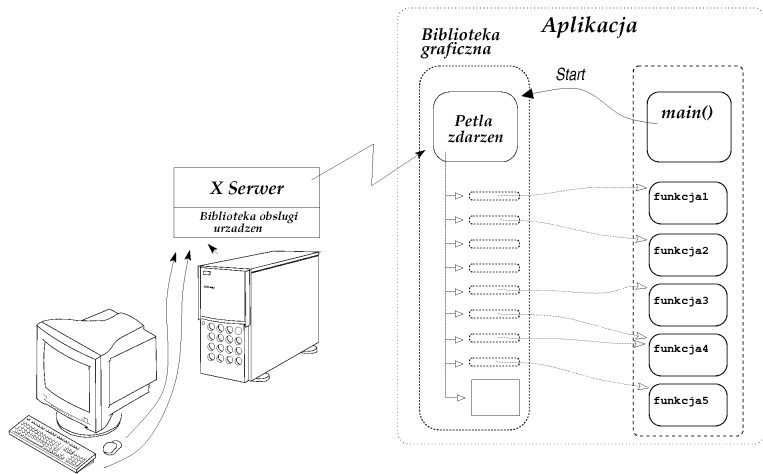 Aplikacja
Biblioteka
graficzna
Start
Petla
zdarzen
main()
X Serwer
Biblioteka obslugi
urzadzen
funkcja1
funkcja2
funkcja3
funkcja4
funkcja5